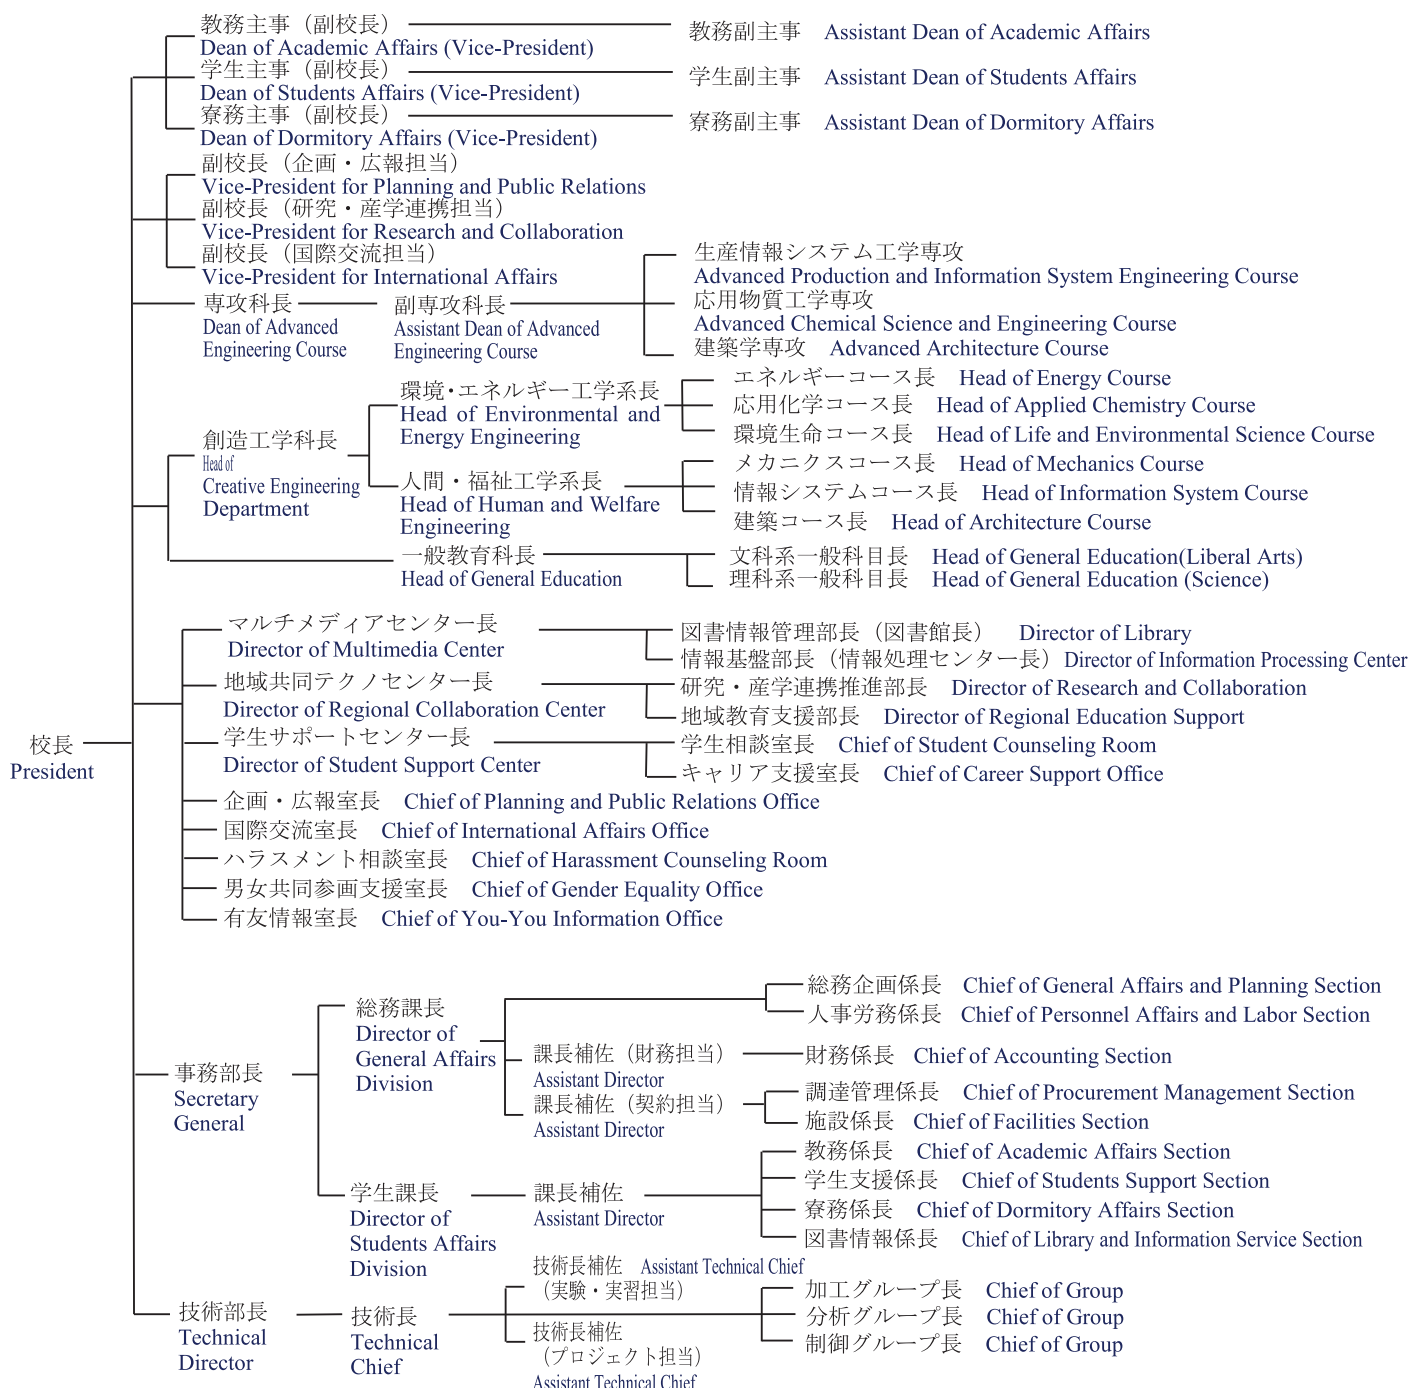 教務主事（副校長）
Dean of Academic Affairs (Vice-President)
教務副主事 Assistant Dean of Academic Affairs
学生主事（副校長）
Dean of Students Affairs (Vice-President)
学生副主事 Assistant Dean of Students Affairs
寮務主事（副校長）
Dean of Dormitory Affairs (Vice-President)
寮務副主事 Assistant Dean of Dormitory Affairs
副校長（企画・広報担当）
Vice-President for Planning and Public Relations
副校長（研究・産学連携担当）
Vice-President for Research and Collaboration
副校長（国際交流担当）
Vice-President for International Affairs
専攻科長
Dean of Advanced
Engineering Course
副専攻科長
Assistant Dean of Advanced
Engineering Course
生産情報システム工学専攻
Advanced Production and Information System Engineering Course
応用物質工学専攻
Advanced Chemical Science and Engineering Course
建築学専攻 Advanced Architecture Course
創造工学科長
Head of
Creative Engineering
Department
環境・エネルギー工学系長
Head of Environmental and
Energy Engineering
エネルギーコース長 Head of Energy Course
応用化学コース長 Head of Applied Chemistry Course
環境生命コース長 Head of Life and Environmental Science Course
人間・福祉工学系長
Head of Human and Welfare
Engineering
メカニクスコース長 Head of Mechanics Course
情報システムコース長 Head of Information System Course
建築コース長 Head of Architecture Course
一般教育科長
Head of General Education
文科系一般科目長 Head of General Education(Liberal Arts)
理科系一般科目長 Head of General Education (Science)
マルチメディアセンター長
Director of Multimedia Center
図書情報管理部長（図書館長） Director of Library
情報基盤部長（情報処理センター長）Director of Information Processing Center
地域共同テクノセンター長
Director of Regional Collaboration Center
研究・産学連携推進部長 Director of Research and Collaboration
地域教育支援部長 Director of Regional Education Support
校長
President
学生サポートセンター長
Director of Student Support Center
学生相談室長 Chief of Student Counseling Room
キャリア支援室長 Chief of Career Support Office
企画・広報室長 Chief of Planning and Public Relations Office
国際交流室長 Chief of International Affairs Office
ハラスメント相談室長 Chief of Harassment Counseling Room
男女共同参画支援室長 Chief of Gender Equality Office
有友情報室長 Chief of You-You Information Office
事務部長
Secretary
General
総務課長
Director of
General Affairs
Division
総務企画係長 Chief of General Affairs and Planning Section
人事労務係長 Chief of Personnel Affairs and Labor Section
課長補佐（財務担当）
Assistant Director
財務係長 Chief of Accounting Section
課長補佐（契約担当）
Assistant Director
調達管理係長 Chief of Procurement Management Section
施設係長 Chief of Facilities Section
学生課長
Director of
Students Affairs
Division
課長補佐
Assistant Director
教務係長 Chief of Academic Affairs Section
学生支援係長 Chief of Students Support Section
寮務係長 Chief of Dormitory Affairs Section
図書情報係長 Chief of Library and Information Service Section
技術部長
Technical
Director
技術長
Technical
Chief
技術長補佐 Assistant Technical Chief
（実験・実習担当）
技術長補佐
（プロジェクト担当）
Assistant Technical Chief
加工グループ長 Chief of Group
分析グループ長 Chief of Group
制御グループ長 Chief of Group